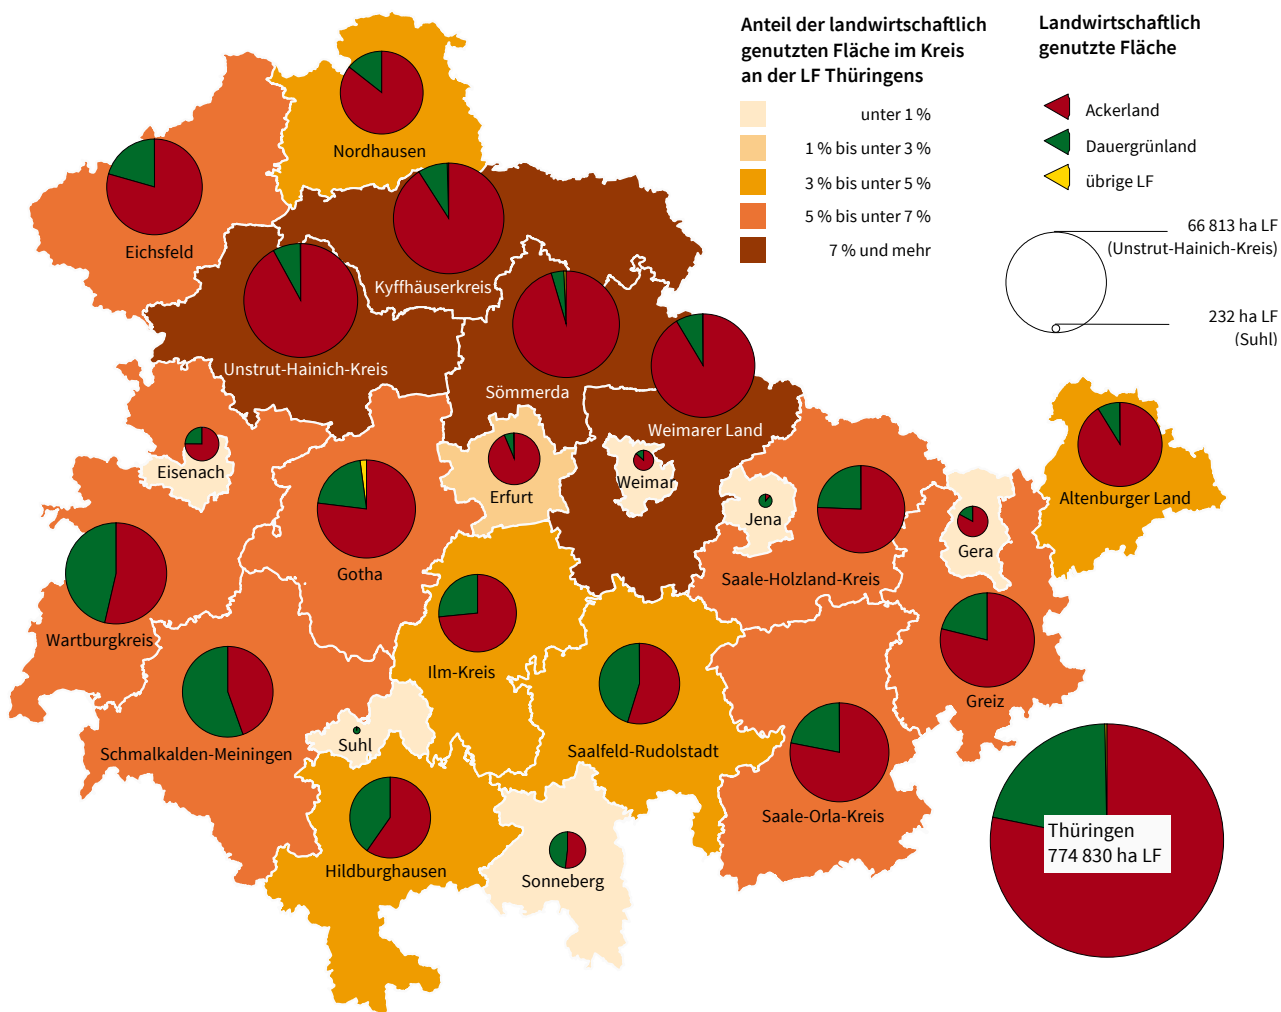 Anteil der landwirtschaftlich
genutzten Fläche im Kreis
an der LF Thüringens
unter 1 %
1 % bis unter 3 %
3 % bis unter 5 %
5 % bis unter 7 %
7 % und mehr
Landwirtschaftlich
genutzte Fläche
Ackerland
Dauergrünland
übrige LF
66 813 ha LF
(Unstrut-Hainich-Kreis)
232 ha LF
(Suhl)
Nordhausen
Eichsfeld
Kyffhäuserkreis
Unstrut-Hainich-Kreis
Sömmerda
Weimarer Land
Eisenach
Erfurt
Weimar
Jena
Altenburger Land
Gera
Gotha
Saale-Holzland-Kreis
Wartburgkreis
Ilm-Kreis
Greiz
Schmalkalden-Meiningen
Suhl
Saalfeld-Rudolstadt
Saale-Orla-Kreis
Hildburghausen
Sonneberg
Thüringen
774 830 ha LF